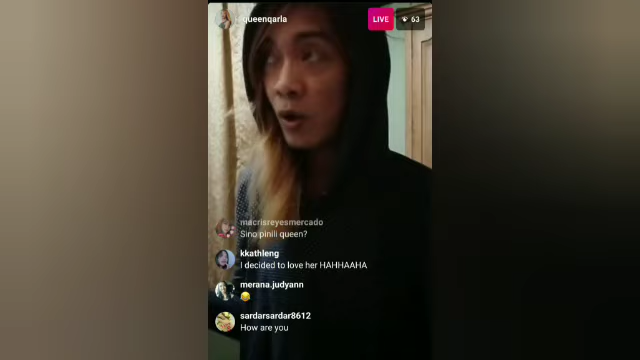 queenqarla
LIVE
63
macrisreyesmercado
Sino pinili queen?
kkathleng
I decided to love her HAHHAAHA
merana.judyann
sardarsardar8612
How are you